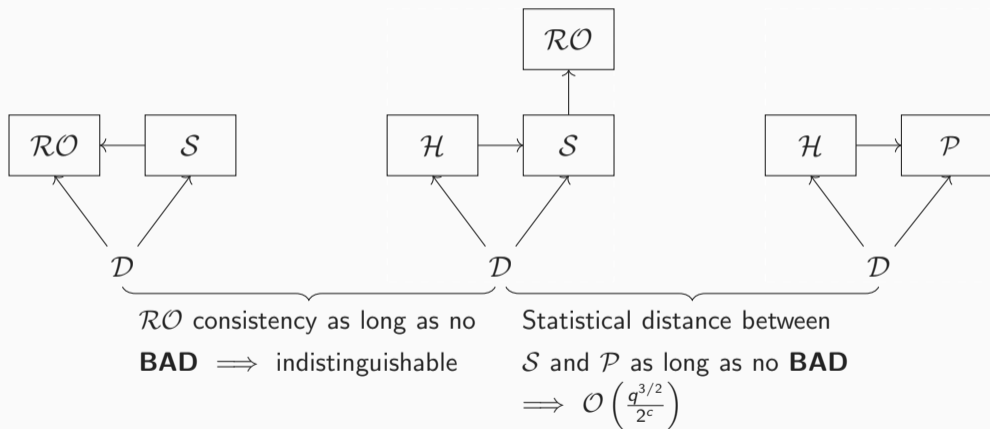 𝓡𝓞
𝓡𝓞 𝓢 𝓗 𝓢 𝓗 𝓟
𝓓 𝓓 𝓓
𝓡𝓞 consistency as long as no Statistical distance between
BAD ⟹ indistinguishable 𝓢 and 𝓟 as long as no BAD
⟹ 𝓞(q^{3/2}/2^c)